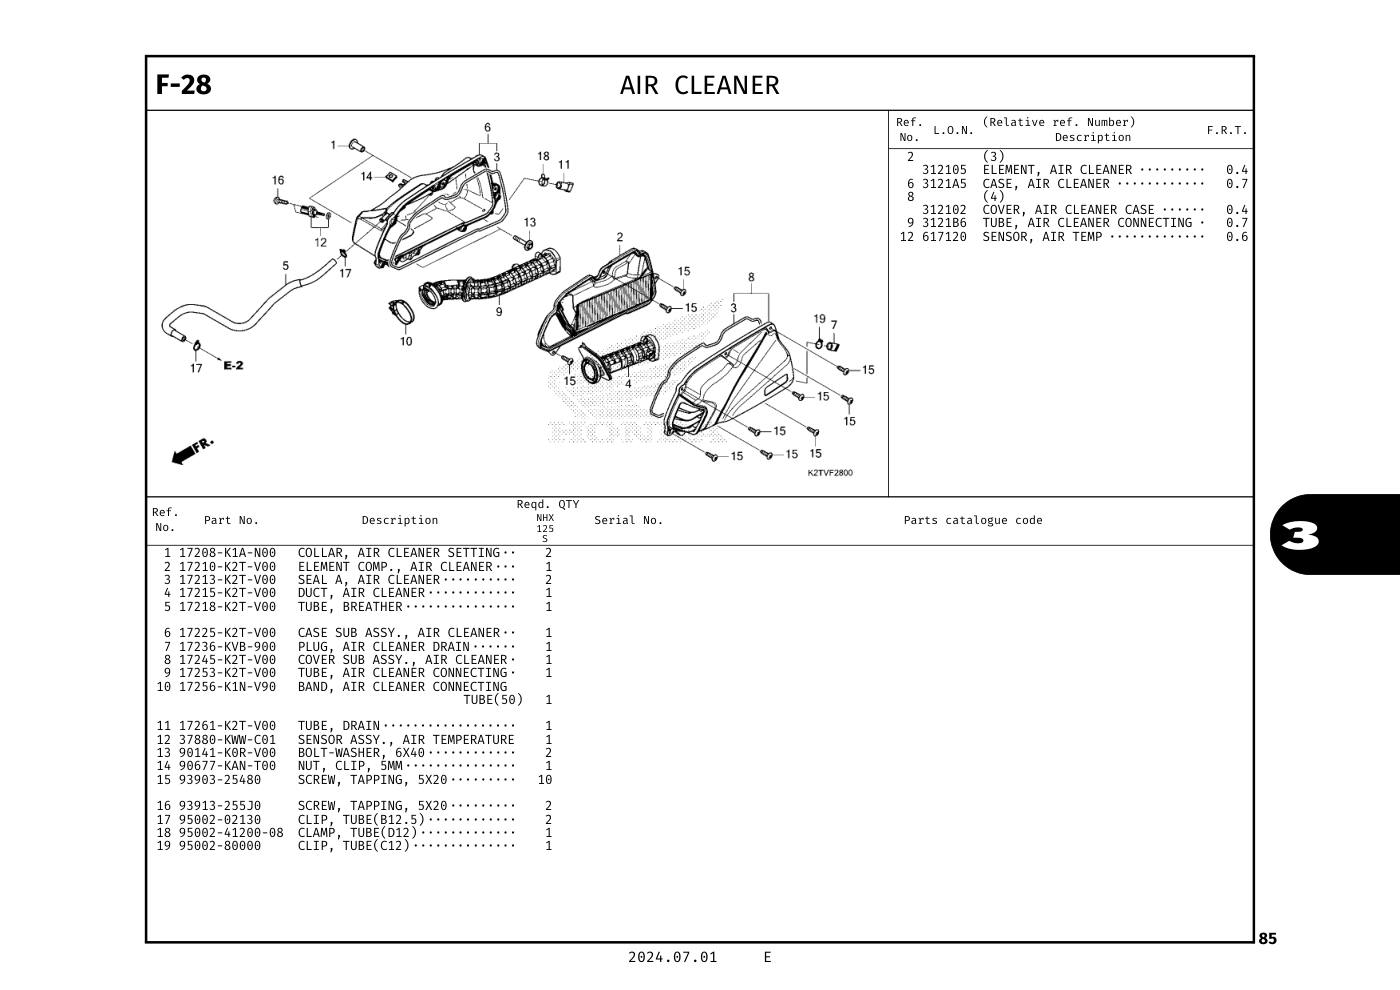 F-28
AIR CLEANER
6
1
3
18
11
14
16
13
12
2
17
5
15
8
9
15
3
19
7
10
E-2
17
15
4
15
15
15
15
15
15
15
15
FR.
HONDA
K2TVF2800
Ref. No. L.O.N. (Relative ref. Number) Description F.R.T.
2 (3)
312105 ELEMENT, AIR CLEANER ········· 0.4
6 3121A5 CASE, AIR CLEANER ············ 0.7
8 (4)
312102 COVER, AIR CLEANER CASE ······ 0.4
9 3121B6 TUBE, AIR CLEANER CONNECTING · 0.7
12 617120 SENSOR, AIR TEMP ············· 0.6
Reqd. QTY
Ref. No. Part No. Description NHX 125 S Serial No. Parts catalogue code
1 17208-K1A-N00 COLLAR, AIR CLEANER SETTING·· 2
2 17210-K2T-V00 ELEMENT COMP., AIR CLEANER··· 1
3 17213-K2T-V00 SEAL A, AIR CLEANER·········· 2
4 17215-K2T-V00 DUCT, AIR CLEANER············ 1
5 17218-K2T-V00 TUBE, BREATHER··············· 1
6 17225-K2T-V00 CASE SUB ASSY., AIR CLEANER·· 1
7 17236-KVB-900 PLUG, AIR CLEANER DRAIN······ 1
8 17245-K2T-V00 COVER SUB ASSY., AIR CLEANER· 1
9 17253-K2T-V00 TUBE, AIR CLEANER CONNECTING· 1
10 17256-K1N-V90 BAND, AIR CLEANER CONNECTING
TUBE(50) 1
11 17261-K2T-V00 TUBE, DRAIN·················· 1
12 37880-KWW-C01 SENSOR ASSY., AIR TEMPERATURE 1
13 90141-K0R-V00 BOLT-WASHER, 6X40············ 2
14 90677-KAN-T00 NUT, CLIP, 5MM··············· 1
15 93903-25480 SCREW, TAPPING, 5X20········· 10
16 93913-255J0 SCREW, TAPPING, 5X20········· 2
17 95002-02130 CLIP, TUBE(B12.5)············ 2
18 95002-41200-08 CLAMP, TUBE(D12)············· 1
19 95002-80000 CLIP, TUBE(C12)·············· 1
3
85
2024.07.01 E